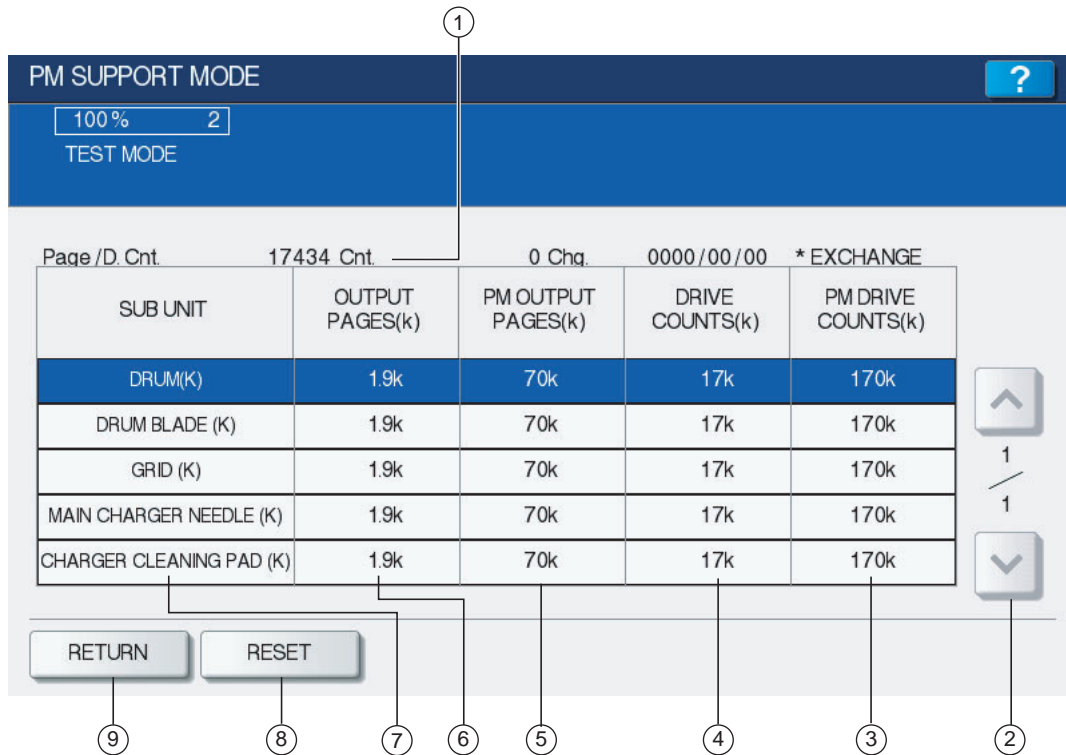 1
PM SUPPORT MODE ?
100% 2
TEST MODE
Page /D. Cnt. 17434 Cnt. 0 Chg. 0000/00/00 * EXCHANGE
SUB UNIT OUTPUT PAGES(k) PM OUTPUT PAGES(k) DRIVE COUNTS(k) PM DRIVE COUNTS(k)
DRUM(K) 1.9k 70k 17k 170k
DRUM BLADE (K) 1.9k 70k 17k 170k
GRID (K) 1.9k 70k 17k 170k
MAIN CHARGER NEEDLE (K) 1.9k 70k 17k 170k
CHARGER CLEANING PAD (K) 1.9k 70k 17k 170k
1
/
1
RETURN RESET
9 8 7 6 5 4 3 2